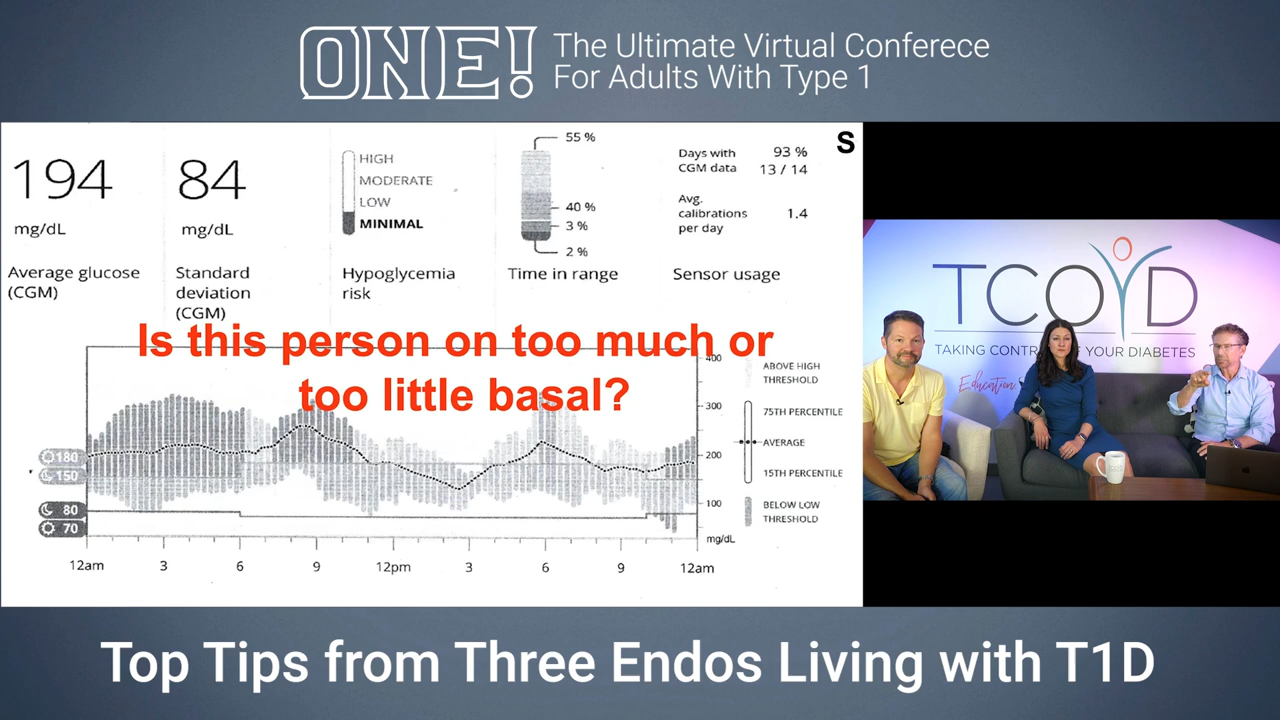 ONE!
The Ultimate Virtual Conferece
For Adults With Type 1
194
mg/dL
Average glucose
(CGM)
84
mg/dL
Standard
deviation
(CGM)
HIGH
MODERATE
LOW
MINIMAL
Hypoglycemia
risk
55 %
40 %
3 %
2 %
Time in range
Days with
CGM data
93 %
13 / 14
Avg.
calibrations
per day
1.4
Sensor usage
S
Is this person on too much or
too little basal?
180
150
80
70
400
300
200
100
mg/dL
12am
3
6
9
12pm
3
6
9
12am
ABOVE HIGH
THRESHOLD
75TH PERCENTILE
AVERAGE
15TH PERCENTILE
BELOW LOW
THRESHOLD
TCOYD
TAKING CONTR F YOUR DIABETES
Education
Top Tips from Three Endos Living with T1D